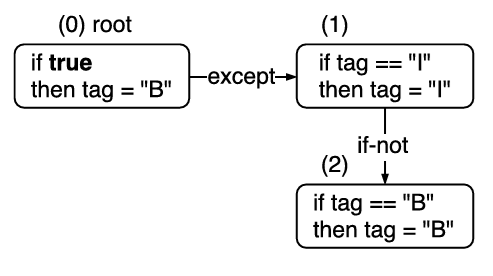 (0) root
if true
then tag = "B"
except
(1)
if tag == "I"
then tag = "I"
if-not
(2)
if tag == "B"
then tag = "B"